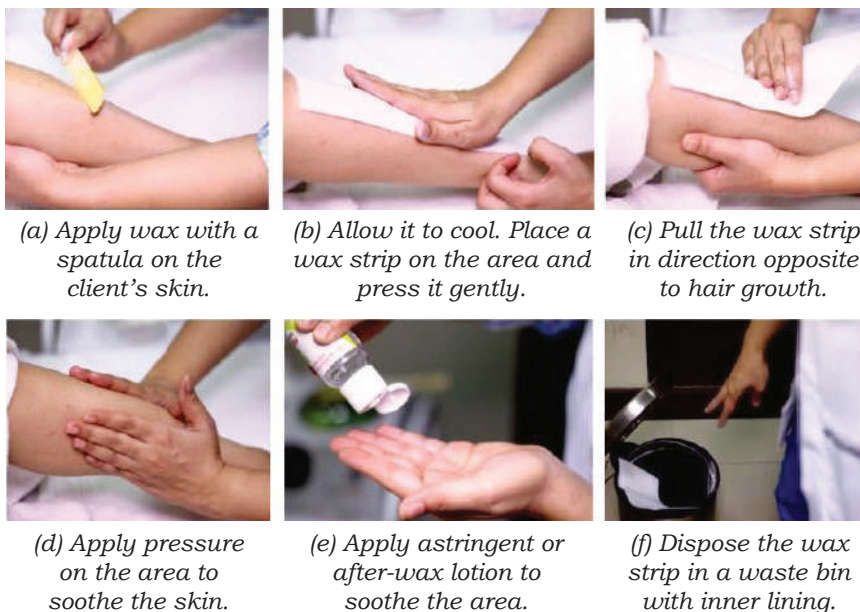 (a) Apply wax with a
spatula on the
client's skin.
(b) Allow it to cool. Place a
wax strip on the area and
press it gently.
(c) Pull the wax strip
in direction opposite
to hair growth.
(d) Apply pressure
on the area to
soothe the skin.
(e) Apply astringent or
after-wax lotion to
soothe the area.
(f) Dispose the wax
strip in a waste bin
with inner lining.